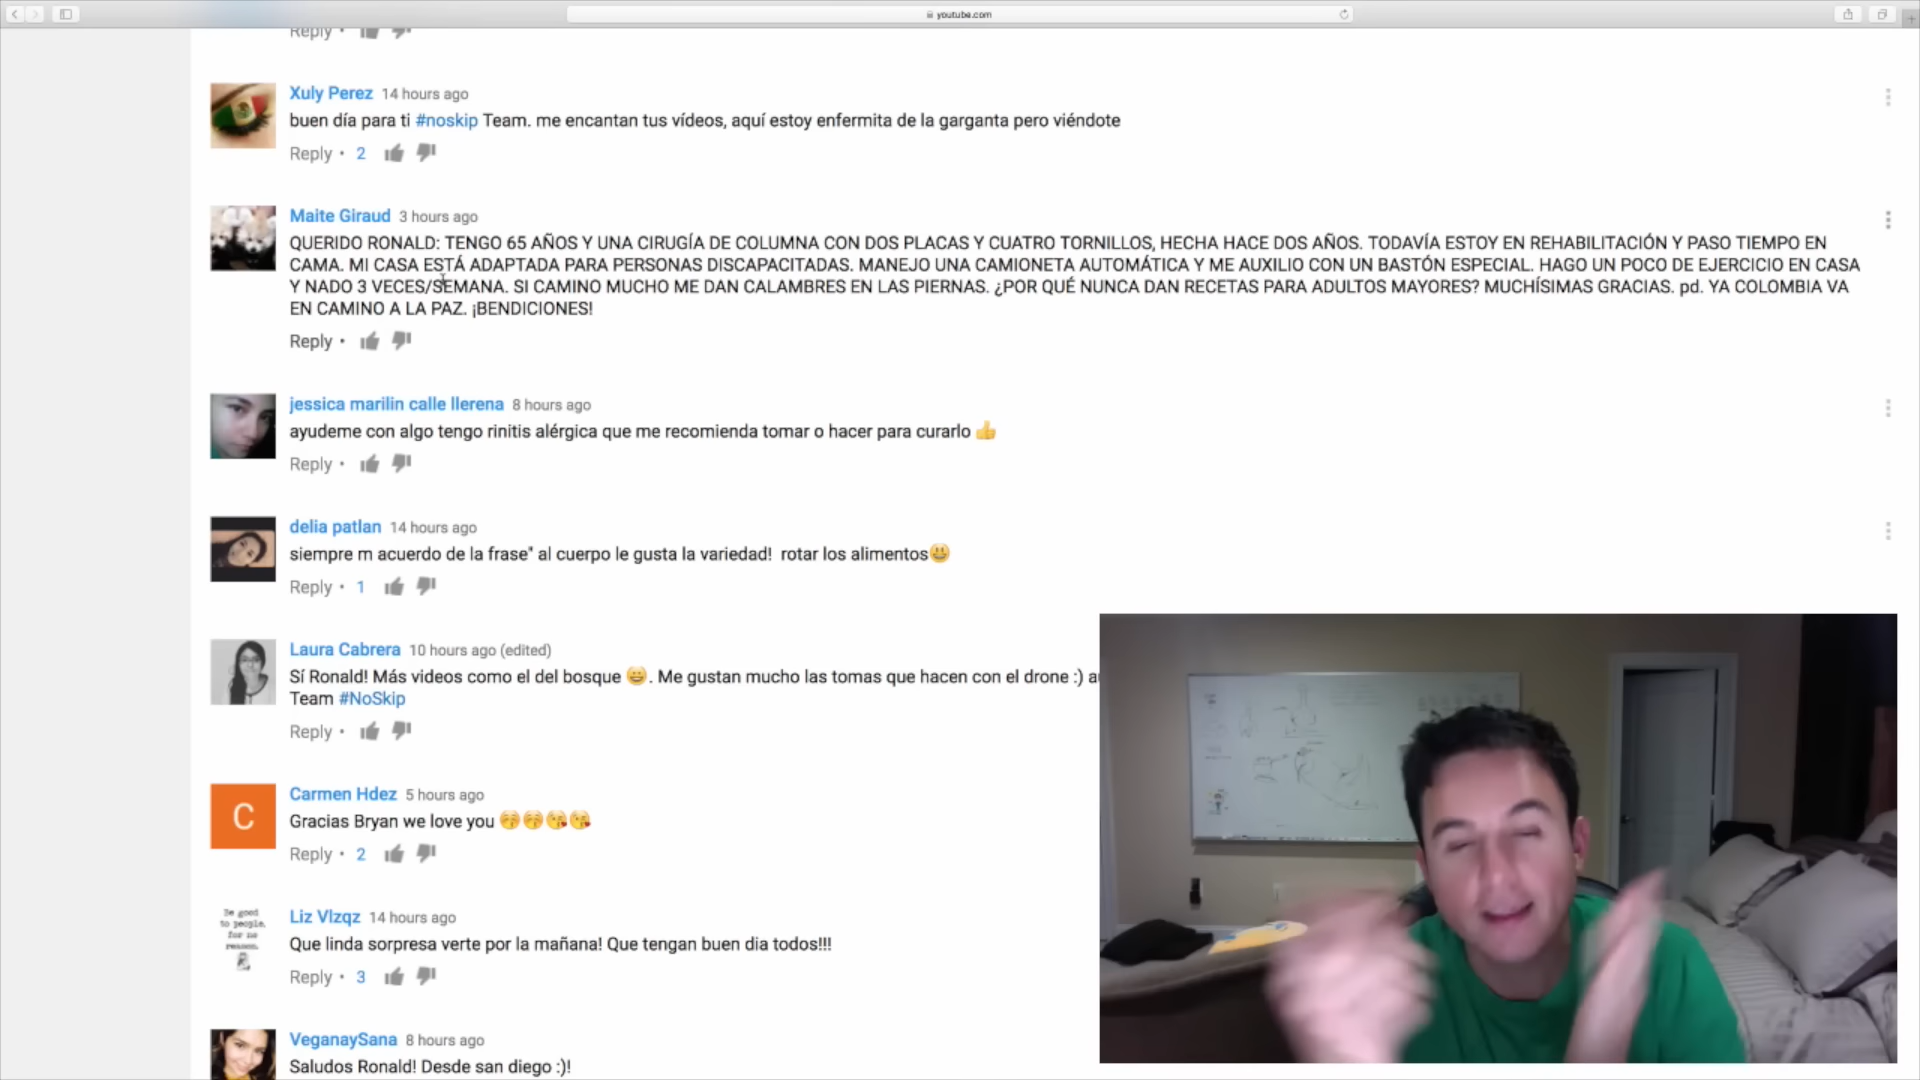 youtube.com
Reply •
Xuly Perez 14 hours ago
buen día para ti #noskip Team. me encantan tus vídeos, aquí estoy enfermita de la garganta pero viéndote
Reply • 2
Maite Giraud 3 hours ago
QUERIDO RONALD: TENGO 65 AÑOS Y UNA CIRUGÍA DE COLUMNA CON DOS PLACAS Y CUATRO TORNILLOS, HECHA HACE DOS AÑOS. TODAVÍA ESTOY EN REHABILITACIÓN Y PASO TIEMPO EN
CAMA. MI CASA ESTÁ ADAPTADA PARA PERSONAS DISCAPACITADAS. MANEJO UNA CAMIONETA AUTOMÁTICA Y ME AUXILIO CON UN BASTÓN ESPECIAL. HAGO UN POCO DE EJERCICIO EN CASA
Y NADO 3 VECES/SEMANA. SI CAMINO MUCHO ME DAN CALAMBRES EN LAS PIERNAS. ¿POR QUÉ NUNCA DAN RECETAS PARA ADULTOS MAYORES? MUCHÍSIMAS GRACIAS. pd. YA COLOMBIA VA
EN CAMINO A LA PAZ. ¡BENDICIONES!
Reply •
jessica marilin calle llerena 8 hours ago
ayudeme con algo tengo rinitis alérgica que me recomienda tomar o hacer para curarlo 👍
Reply •
delia patlan 14 hours ago
siempre m acuerdo de la frase" al cuerpo le gusta la variedad! rotar los alimentos😃
Reply • 1
Laura Cabrera 10 hours ago (edited)
Sí Ronald! Más videos como el del bosque 😄. Me gustan mucho las tomas que hacen con el drone :)
Team #NoSkip
Reply •
Carmen Hdez 5 hours ago
Gracias Bryan we love you 😚😚😘😘
Reply • 2
C
Be good
to people,
for no
reason.
Liz Vlzqz 14 hours ago
Que linda sorpresa verte por la mañana! Que tengan buen dia todos!!!
Reply • 3
VeganaySana 8 hours ago
Saludos Ronald! Desde san diego :)!